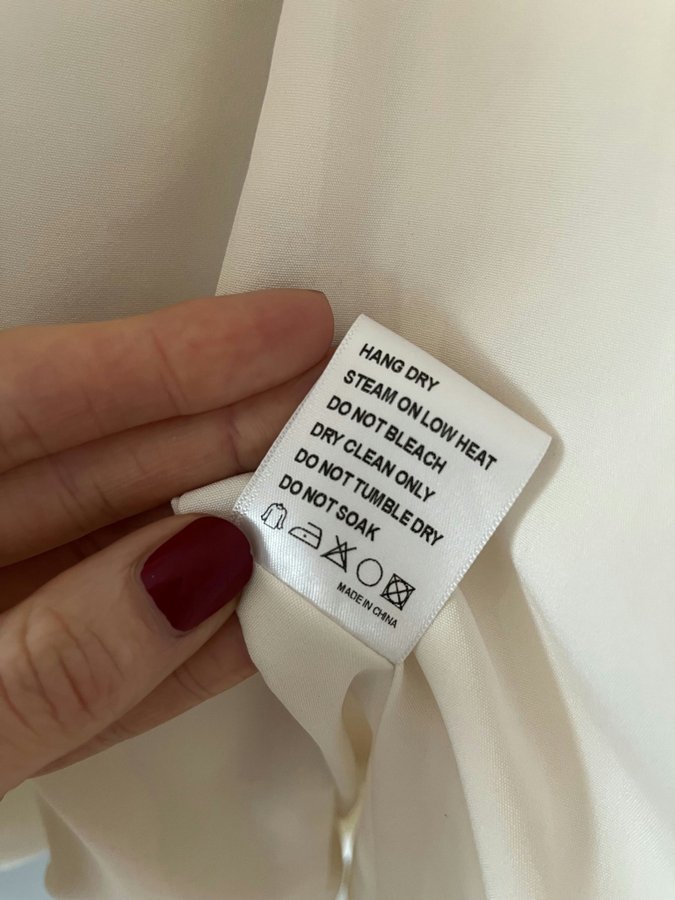 HANG DRY
STEAM ON LOW HEAT
DO NOT BLEACH
DRY CLEAN ONLY
DO NOT TUMBLE DRY
DO NOT SOAK
MADE IN CHINA